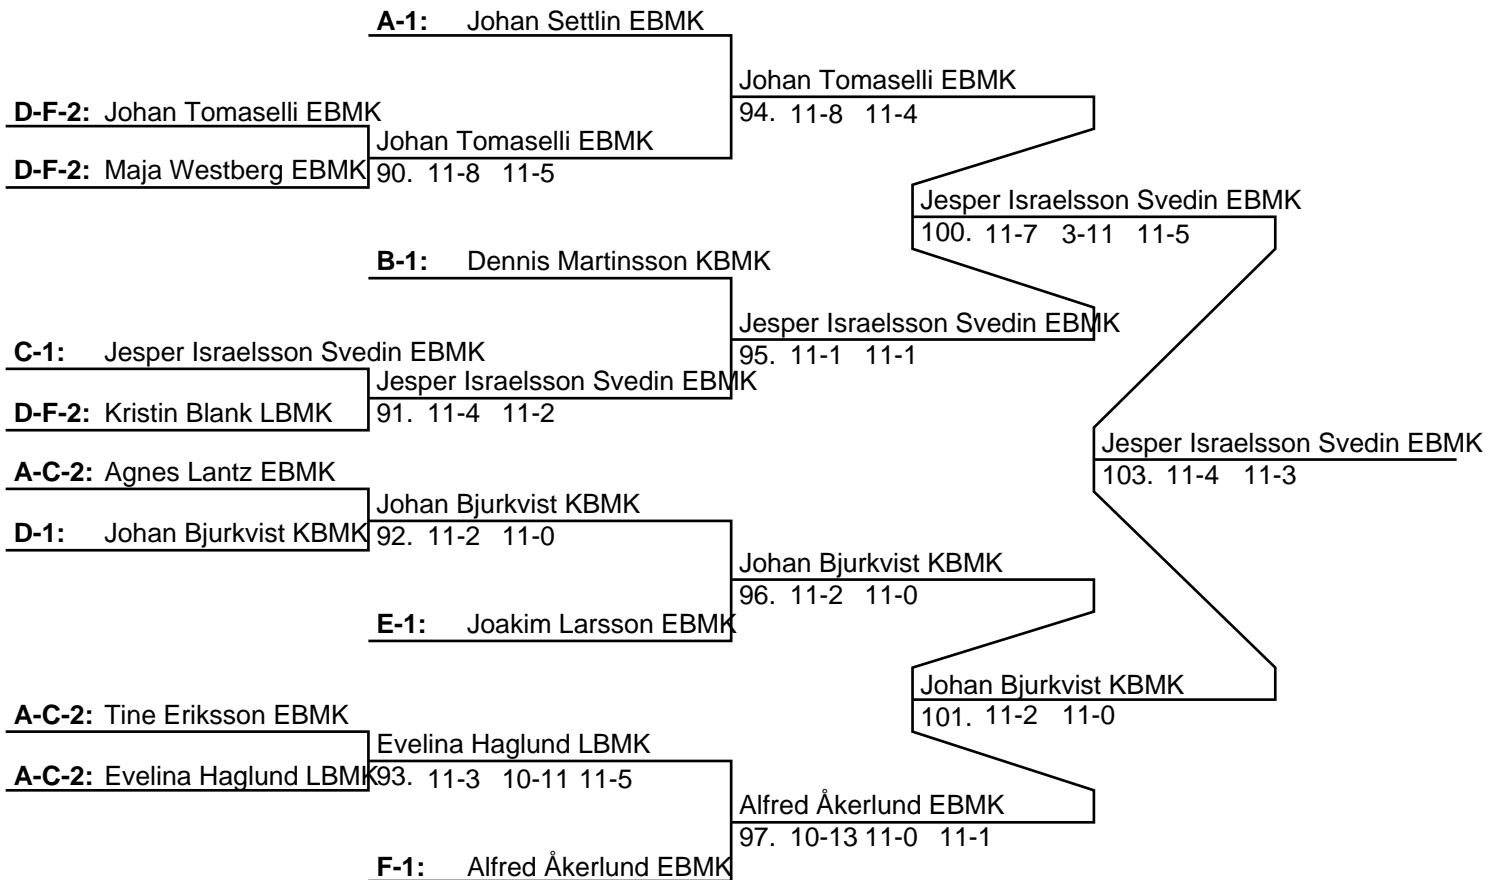 A-1: Johan Settlin EBMK
Johan Tomaselli EBMK
D-F-2: Johan Tomaselli EBMK
94. 11-8 11-4
Johan Tomaselli EBMK
D-F-2: Maja Westberg EBMK
90. 11-8 11-5
Jesper Israelsson Svedin EBMK
100. 11-7 3-11 11-5
B-1: Dennis Martinsson KBMK
Jesper Israelsson Svedin EBMK
C-1: Jesper Israelsson Svedin EBMK
95. 11-1 11-1
Jesper Israelsson Svedin EBMK
D-F-2: Kristin Blank LBMK
91. 11-4 11-2
Jesper Israelsson Svedin EBMK
103. 11-4 11-3
A-C-2: Agnes Lantz EBMK
Johan Bjurkvist KBMK
D-1: Johan Bjurkvist KBMK
92. 11-2 11-0
Johan Bjurkvist KBMK
96. 11-2 11-0
E-1: Joakim Larsson EBMK
Johan Bjurkvist KBMK
101. 11-2 11-0
A-C-2: Tine Eriksson EBMK
Evelina Haglund LBMK
A-C-2: Evelina Haglund LBMK
93. 11-3 10-11 11-5
Alfred Åkerlund EBMK
97. 10-13 11-0 11-1
F-1: Alfred Åkerlund EBMK